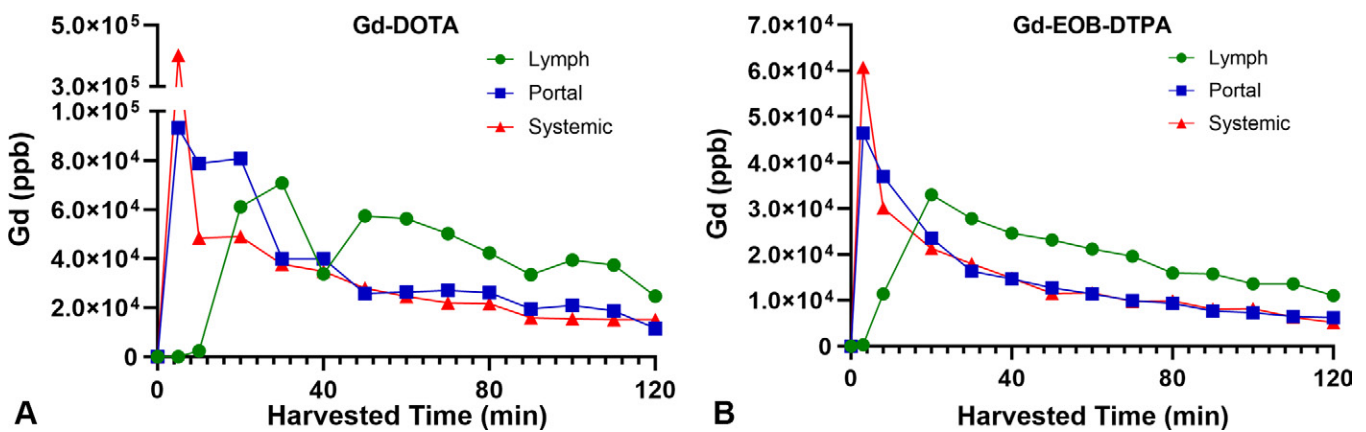 Gd-DOTA
5.0×10⁵
3.0×10⁵
1.0×10⁵
8.0×10⁴
6.0×10⁴
4.0×10⁴
2.0×10⁴
0
Gd (ppb)
Lymph
Portal
Systemic
0 40 80 120
Harvested Time (min)
A
Gd-EOB-DTPA
7.0×10⁴
6.0×10⁴
5.0×10⁴
4.0×10⁴
3.0×10⁴
2.0×10⁴
1.0×10⁴
0
Gd (ppb)
Lymph
Portal
Systemic
0 40 80 120
Harvested Time (min)
B